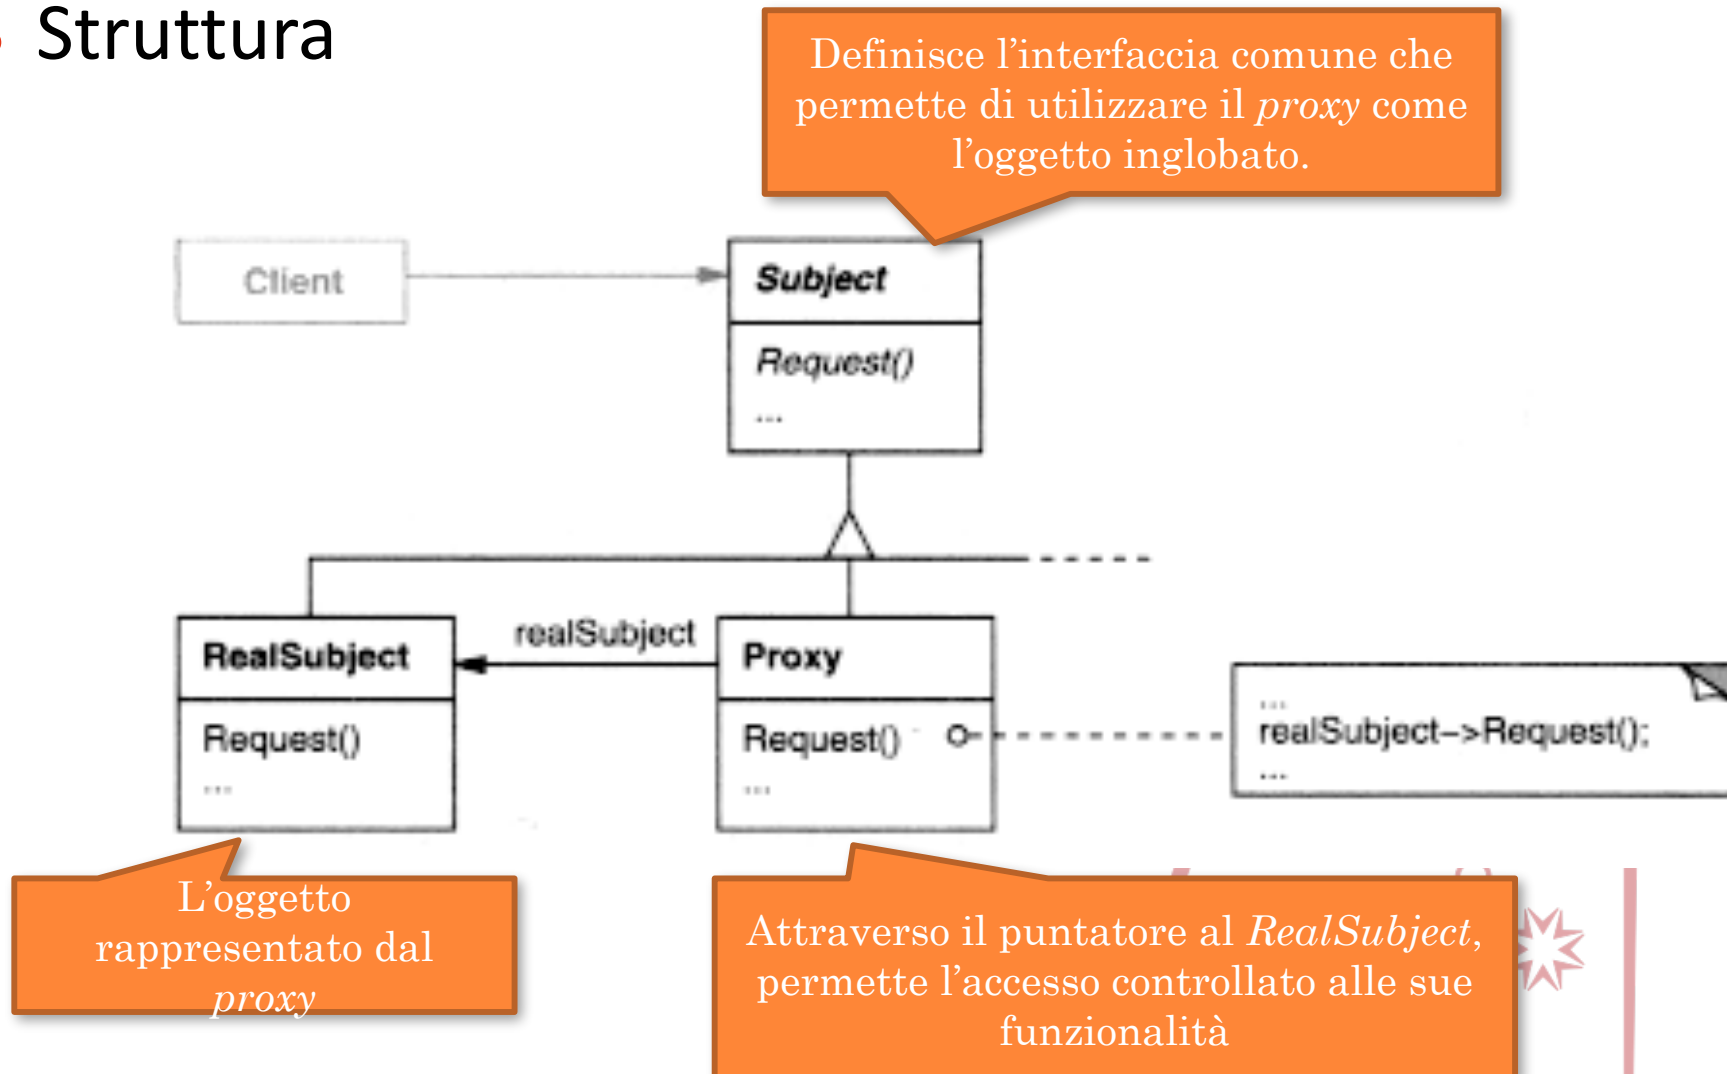 Struttura
Definisce l’interfaccia comune che
permette di utilizzare il proxy come
l’oggetto inglobato.
Client
Subject
Request()
...
realSubject
RealSubject
Request()
...
Proxy
Request()
...
...
realSubject–>Request();
...
L’oggetto
rappresentato dal
proxy
Attraverso il puntatore al RealSubject,
permette l’accesso controllato alle sue
funzionalità